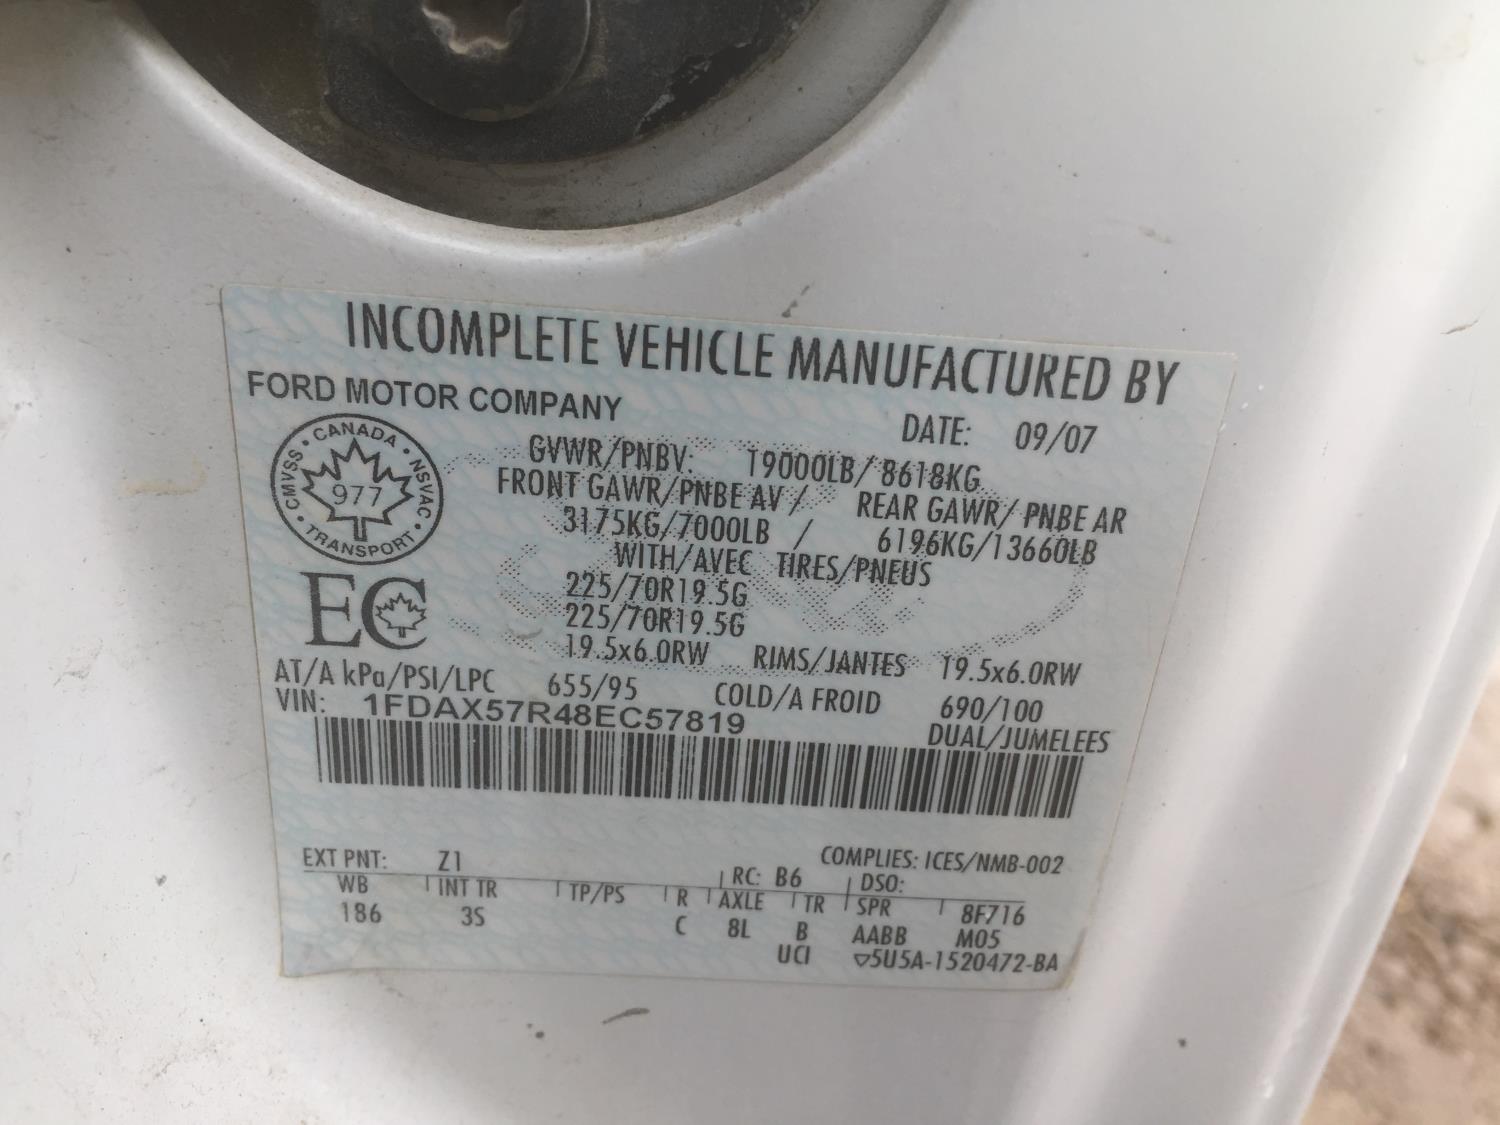 INCOMPLETE VEHICLE MANUFACTURED BY
FORD MOTOR COMPANY
DATE: 09/07
CANADA · NSVAC · TRANSPORT · CMVSS ·
977
GVWR/PNBV: 19000LB/ 8618KG
FRONT GAWR/PNBE AV / REAR GAWR/ PNBE AR
3175KG/7000LB / 6196KG/13660LB
WITH/AVEC TIRES/PNEUS
225/70R19.5G
225/70R19.5G
EC
19.5x6.0RW RIMS/JANTES 19.5x6.0RW
AT/A kPa/PSI/LPC 655/95 COLD/A FROID 690/100
VIN: 1FDAX57R48EC57819 DUAL/JUMELEES
EXT PNT: Z1 COMPLIES: ICES/NMB-002
RC: B6 DSO:
WB INT TR TP/PS R AXLE TR SPR 8F716
186 3S C 8L B AABB M05
UCI ▽5U5A-1520472-BA